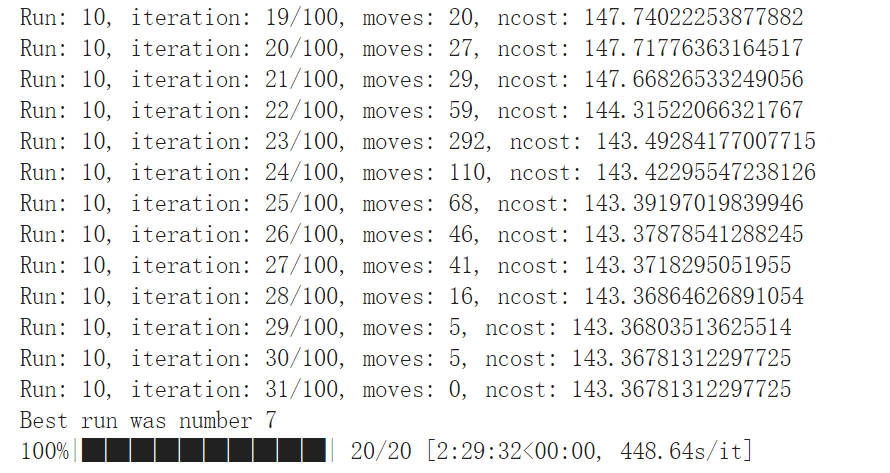 Run: 10, iteration: 19/100, moves: 20, ncost: 147.74022253877882
Run: 10, iteration: 20/100, moves: 27, ncost: 147.71776363164517
Run: 10, iteration: 21/100, moves: 29, ncost: 147.66826533249056
Run: 10, iteration: 22/100, moves: 59, ncost: 144.31522066321767
Run: 10, iteration: 23/100, moves: 292, ncost: 143.49284177007715
Run: 10, iteration: 24/100, moves: 110, ncost: 143.42295547238126
Run: 10, iteration: 25/100, moves: 68, ncost: 143.39197019839946
Run: 10, iteration: 26/100, moves: 46, ncost: 143.37878541288245
Run: 10, iteration: 27/100, moves: 41, ncost: 143.3718295051955
Run: 10, iteration: 28/100, moves: 16, ncost: 143.36864626891054
Run: 10, iteration: 29/100, moves: 5, ncost: 143.36803513625514
Run: 10, iteration: 30/100, moves: 5, ncost: 143.36781312297725
Run: 10, iteration: 31/100, moves: 0, ncost: 143.36781312297725
Best run was number 7
100%|██████████| 20/20 [2:29:32<00:00, 448.64s/it]